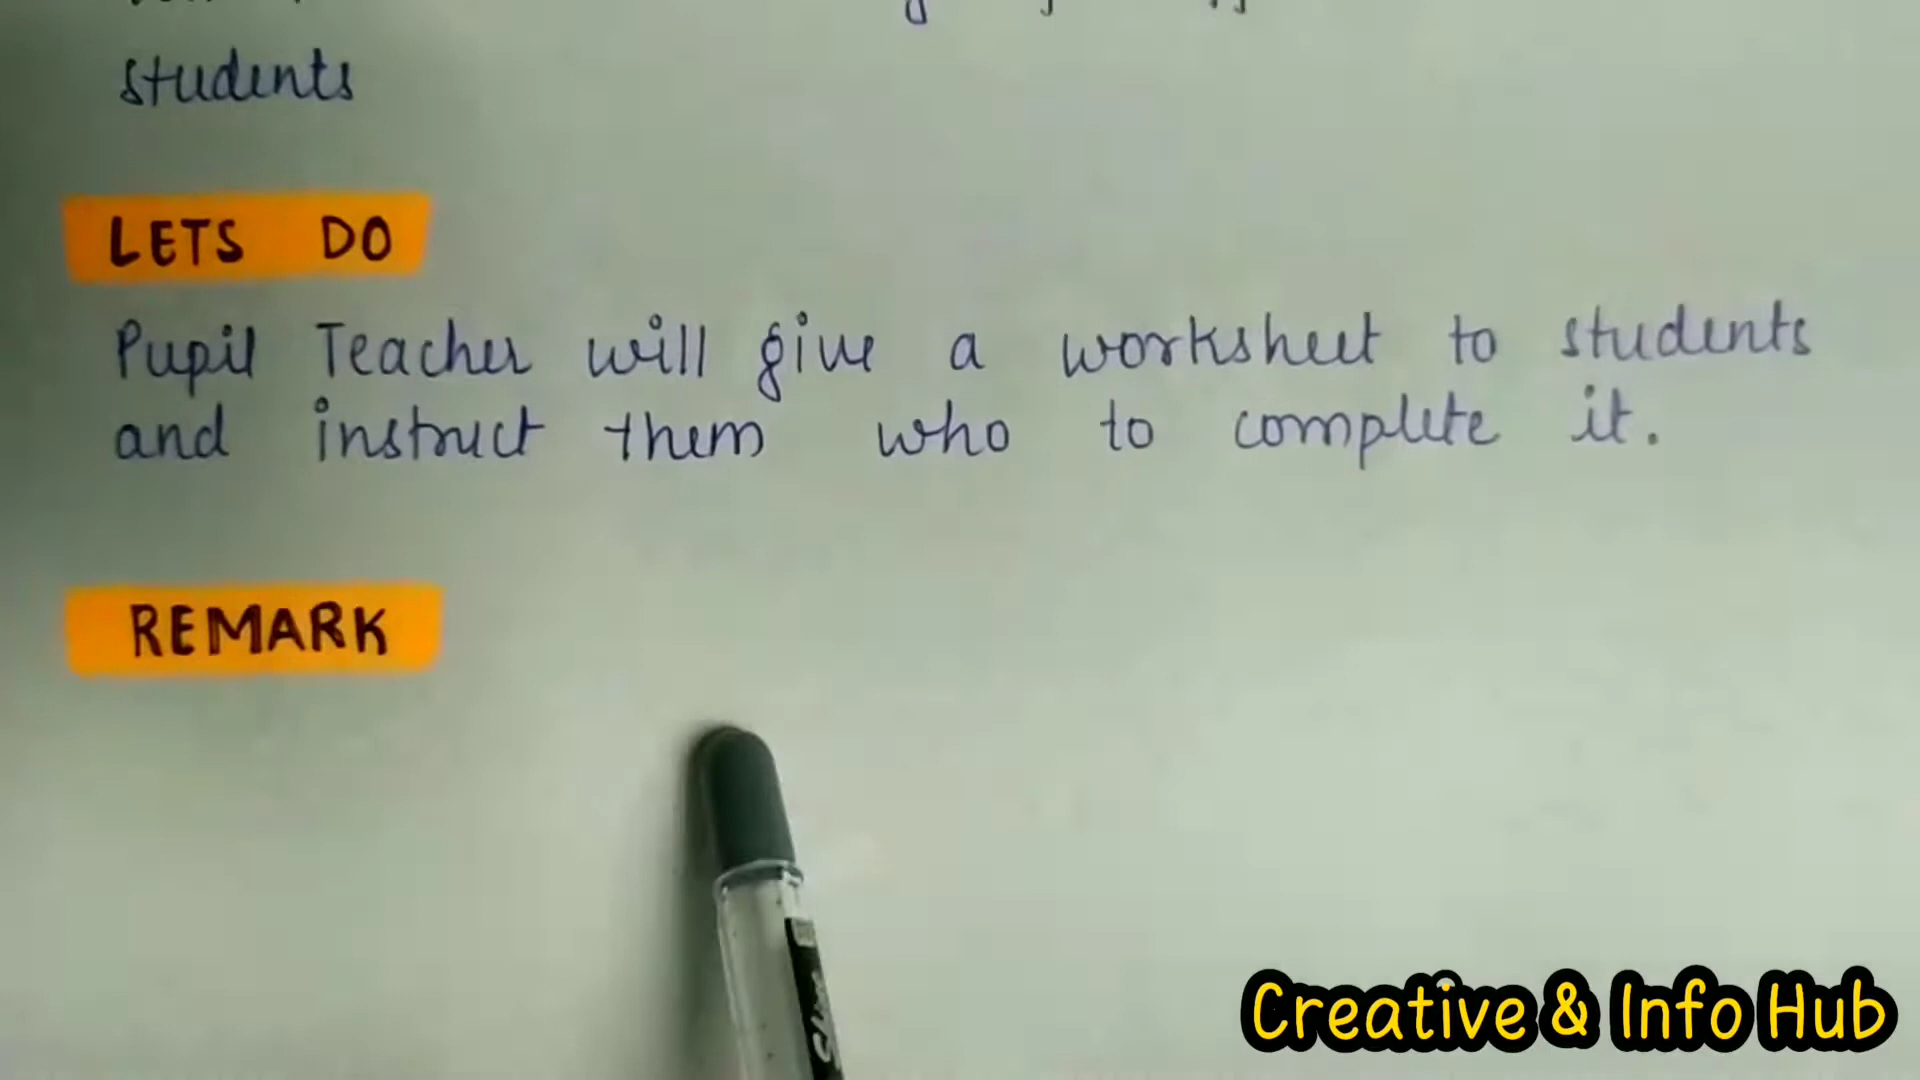 students
LETS DO
Pupil Teacher will give a worksheet to students
and instruct them who to complete it.
REMARK
Creative & Info Hub